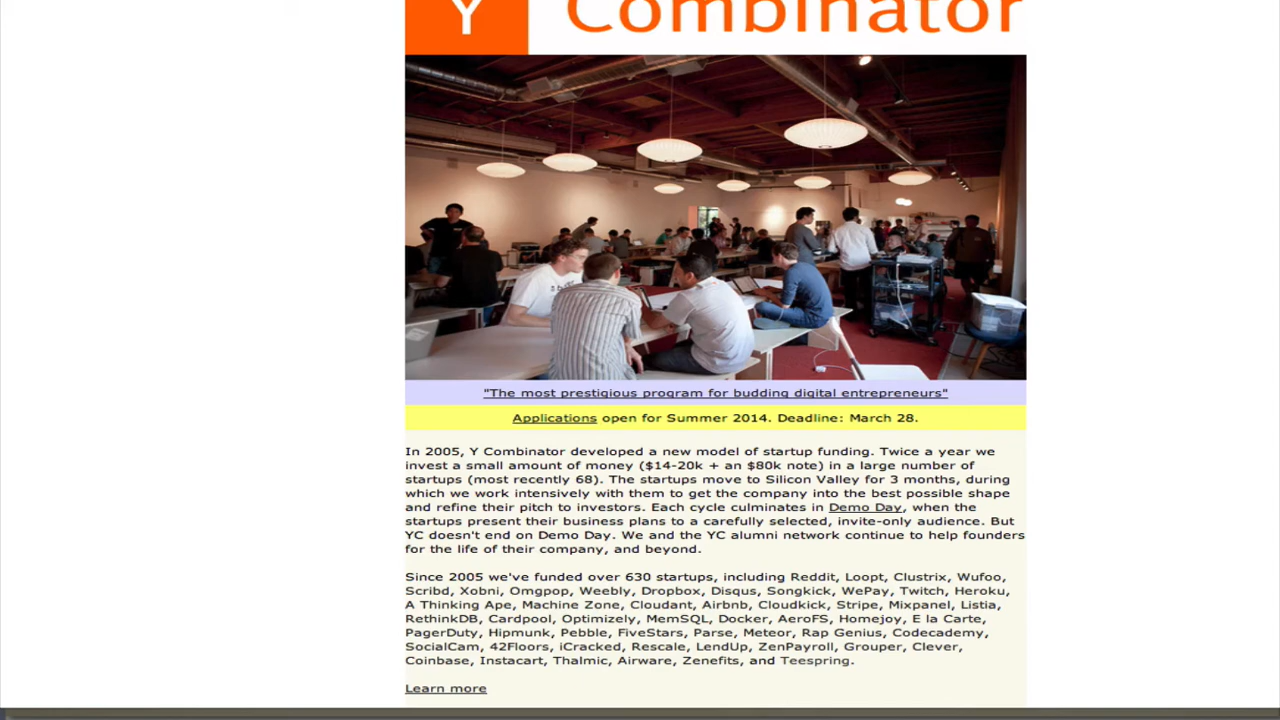 Y Combinator
"The most prestigious program for budding digital entrepreneurs"
Applications open for Summer 2014. Deadline: March 28.
In 2005, Y Combinator developed a new model of startup funding. Twice a year we
invest a small amount of money ($14-20k + an $80k note) in a large number of
startups (most recently 68). The startups move to Silicon Valley for 3 months, during
which we work intensively with them to get the company into the best possible shape
and refine their pitch to investors. Each cycle culminates in Demo Day, when the
startups present their business plans to a carefully selected, invite-only audience. But
YC doesn't end on Demo Day. We and the YC alumni network continue to help founders
for the life of their company, and beyond.
Since 2005 we've funded over 630 startups, including Reddit, Loopt, Clustrix, Wufoo,
Scribd, Xobni, Omgpop, Weebly, Dropbox, Disqus, Songkick, WePay, Twitch, Heroku,
A Thinking Ape, Machine Zone, Cloudant, Airbnb, Cloudkick, Stripe, Mixpanel, Listia,
RethinkDB, Cardpool, Optimizely, MemSQL, Docker, AeroFS, Homejoy, E la Carte,
PagerDuty, Hipmunk, Pebble, FiveStars, Parse, Meteor, Rap Genius, Codecademy,
SocialCam, 42Floors, iCracked, Rescale, LendUp, ZenPayroll, Grouper, Clever,
Coinbase, Instacart, Thalmic, Airware, Zenefits, and Teespring.
Learn more